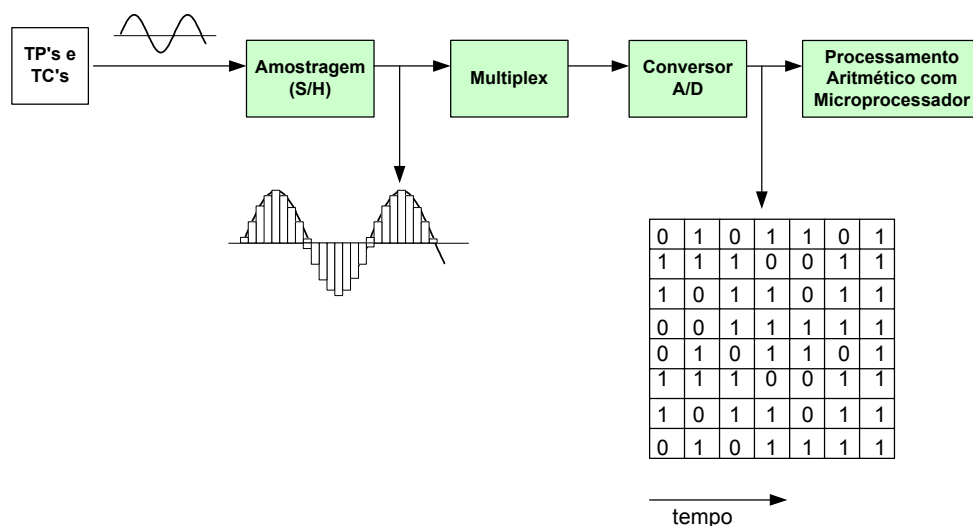 TP's e
TC's
Amostragem
(S/H)
Multiplex
Conversor
A/D
Processamento
Aritmético com
Microprocessador
0 1 0 1 1 0 1
1 1 1 0 0 1 1
1 0 1 1 0 1 1
0 0 1 1 1 1 1
0 1 0 1 1 0 1
1 1 1 0 0 1 1
1 0 1 1 0 1 1
0 1 0 1 1 1 1
tempo